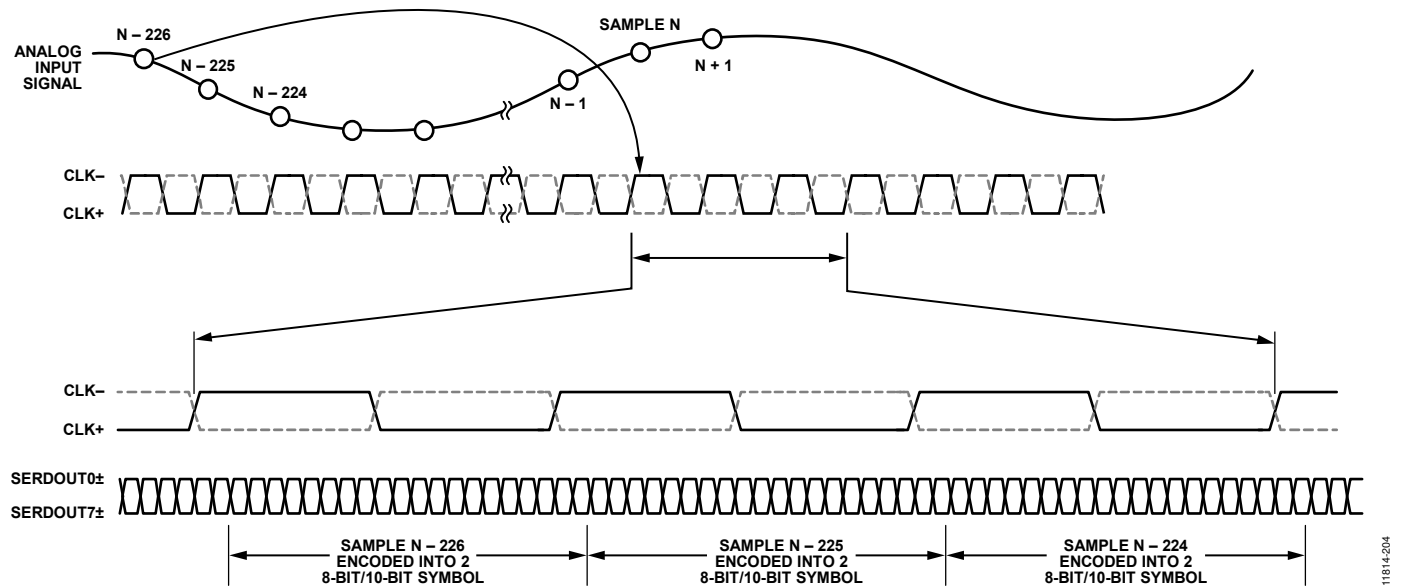 N – 226
SAMPLE N
ANALOG
INPUT
SIGNAL
N – 225
N + 1
N – 224
N – 1
CLK–
CLK+
CLK–
CLK+
SERDOUT0±
SERDOUT7±
SAMPLE N – 226
ENCODED INTO 2
8-BIT/10-BIT SYMBOL
SAMPLE N – 225
ENCODED INTO 2
8-BIT/10-BIT SYMBOL
SAMPLE N – 224
ENCODED INTO 2
8-BIT/10-BIT SYMBOL
11814-204